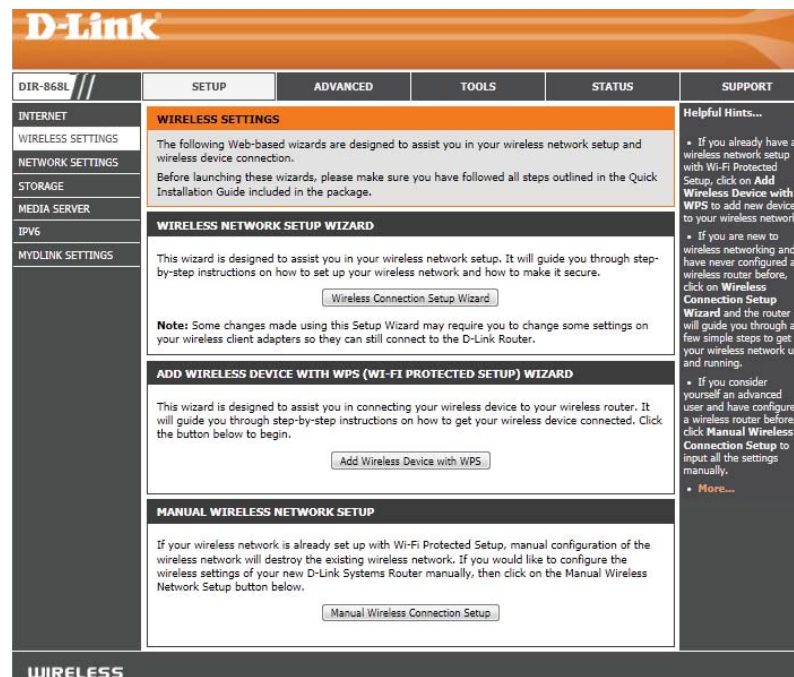 D-Link
DIR-868L
SETUP
ADVANCED
TOOLS
STATUS
SUPPORT
INTERNET
WIRELESS SETTINGS
NETWORK SETTINGS
STORAGE
MEDIA SERVER
IPV6
MYDLINK SETTINGS
WIRELESS SETTINGS
The following Web-based wizards are designed to assist you in your wireless network setup and
wireless device connection.
Before launching these wizards, please make sure you have followed all steps outlined in the Quick
Installation Guide included in the package.
WIRELESS NETWORK SETUP WIZARD
This wizard is designed to assist you in your wireless network setup. It will guide you through step-
by-step instructions on how to set up your wireless network and how to make it secure.
Wireless Connection Setup Wizard
Note: Some changes made using this Setup Wizard may require you to change some settings on
your wireless client adapters so they can still connect to the D-Link Router.
ADD WIRELESS DEVICE WITH WPS (WI-FI PROTECTED SETUP) WIZARD
This wizard is designed to assist you in connecting your wireless device to your wireless router. It
will guide you through step-by-step instructions on how to get your wireless device connected. Click
the button below to begin.
Add Wireless Device with WPS
MANUAL WIRELESS NETWORK SETUP
If your wireless network is already set up with Wi-Fi Protected Setup, manual configuration of the
wireless network will destroy the existing wireless network. If you would like to configure the
wireless settings of your new D-Link Systems Router manually, then click on the Manual Wireless
Network Setup button below.
Manual Wireless Connection Setup
Helpful Hints...
• If you already have a
wireless network setup
with Wi-Fi Protected
Setup, click on Add
Wireless Device with
WPS to add new device
to your wireless network
• If you are new to
wireless networking and
have never configured a
wireless router before,
click on Wireless
Connection Setup
Wizard and the router
will guide you through a
few simple steps to get
your wireless network u
and running.
• If you consider
yourself an advanced
user and have configure
a wireless router before,
click Manual Wireless
Connection Setup to
input all the settings
manually.
• More...
WIRELESS